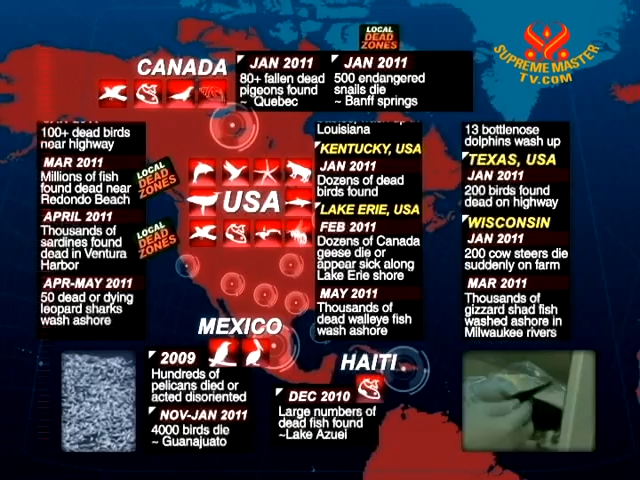 LOCAL
DEAD
ZONES
SUPREME MASTER
TV.COM
CANADA
JAN 2011
80+ fallen dead
pigeons found
~ Quebec
JAN 2011
500 endangered
snails die
~ Banff springs
JAN 2011
100+ dead birds
near highway
MAR 2011
Millions of fish
found dead near
Redondo Beach
APRIL 2011
Thousands of
sardines found
dead in Ventura
Harbor
APR-MAY 2011
50 dead or dying
leopard sharks
wash ashore
LOCAL
DEAD
ZONES
LOCAL
DEAD
ZONES
USA
Louisiana
KENTUCKY, USA
JAN 2011
Dozens of dead
birds found
LAKE ERIE, USA
FEB 2011
Dozens of Canada
geese die or
appear sick along
Lake Erie shore
MAY 2011
Thousands of
dead walleye fish
wash ashore
13 bottlenose
dolphins wash up
TEXAS, USA
JAN 2011
200 birds found
dead on highway
WISCONSIN
JAN 2011
200 cow steers die
suddenly on farm
MAR 2011
Thousands of
gizzard shad fish
washed ashore in
Milwaukee rivers
MEXICO
2009
Hundreds of
pelicans died or
acted disoriented
NOV-JAN 2011
4000 birds die
~ Guanajuato
HAITI
DEC 2010
Large numbers of
dead fish found
~Lake Azuei